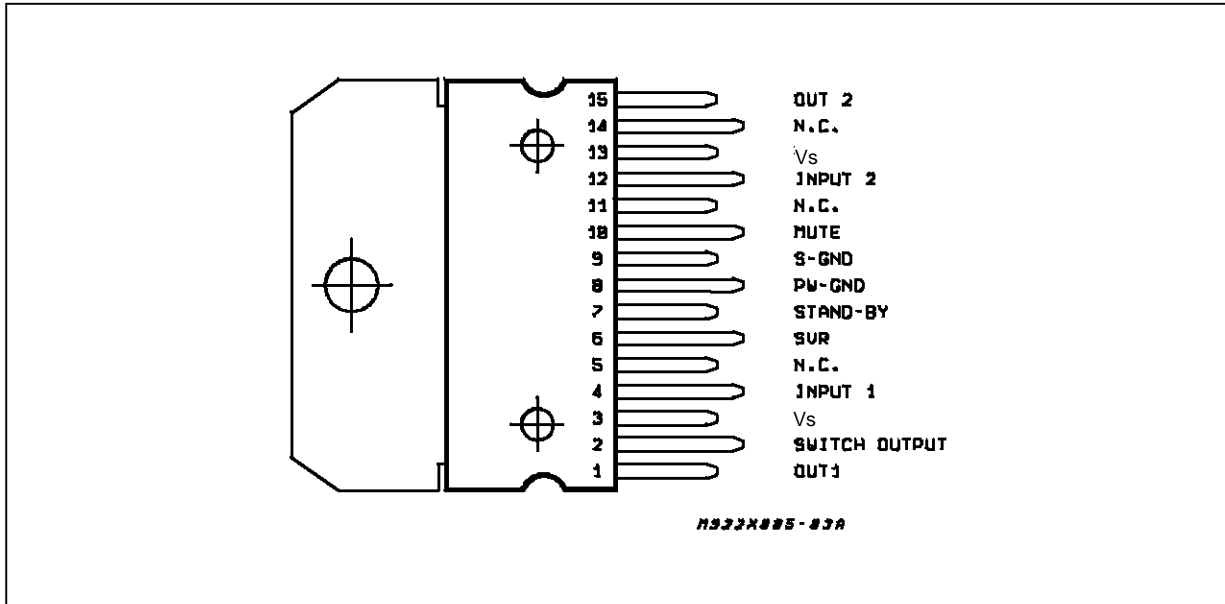 15 OUT 2
14 N.C.
13 Vs
12 INPUT 2
11 N.C.
10 MUTE
9 S-GND
8 PW-GND
7 STAND-BY
6 SVR
5 N.C.
4 INPUT 1
3 Vs
2 SWITCH OUTPUT
1 OUT1